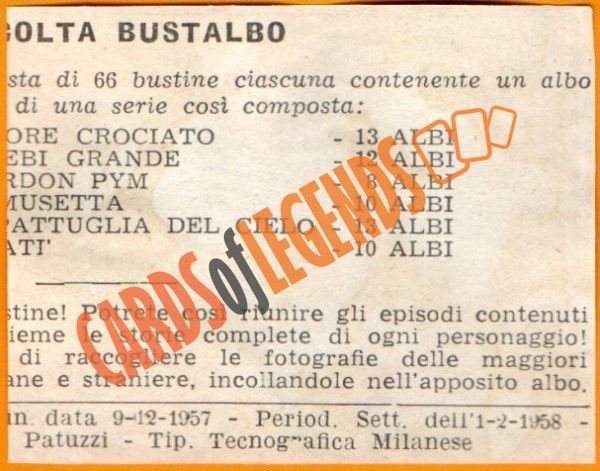 COLTA BUSTALBO
sta di 66 bustine ciascuna contenente un albo
di una serie così composta:
ORE CROCIATO - 13 ALBI
EBI GRANDE - 12 ALBI
RDON PYM - 8 ALBI
MUSETTA - 10 ALBI
PATTUGLIA DEL CIELO - 13 ALBI
ATI' - 10 ALBI
stine! Potrete così riunire gli episodi contenuti
ieme le storie complete di ogni personaggio!
di raccogliere le fotografie delle maggiori
ane e straniere, incollandole nell'apposito albo.
in data 9-12-1957 - Period. Sett. dell'1-2-1958 -
Patuzzi - Tip. Tecnografica Milanese
CARDS of LEGENDS